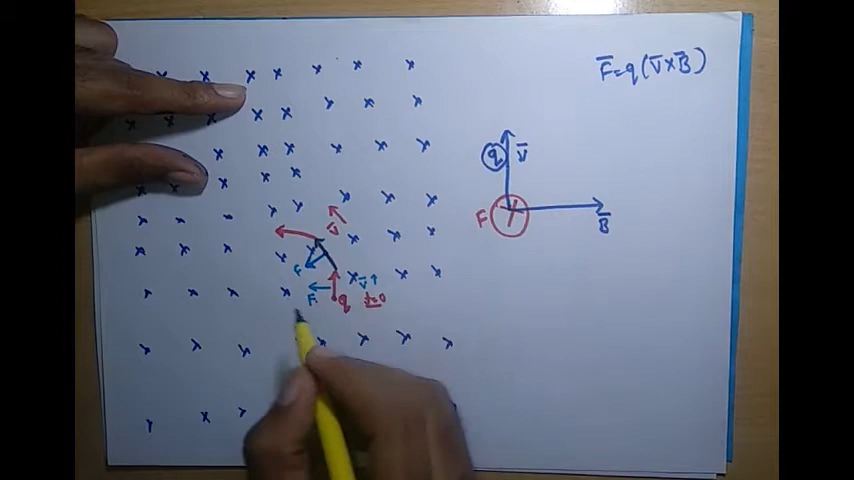 F̅=q(V̅×B̅)
q V̅
F
B̅
V̅
F
V̅↑
F q t=0